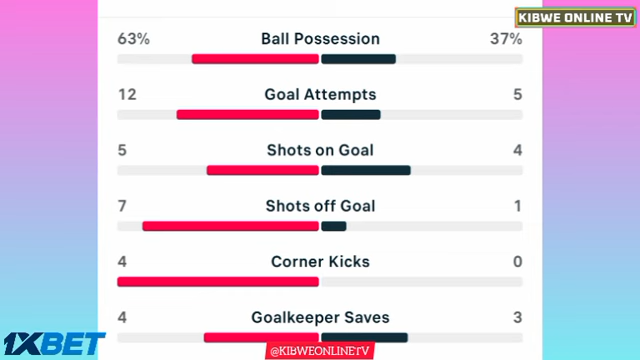 KIBWE ONLINE TV
63% Ball Possession 37%
12 Goal Attempts 5
5 Shots on Goal 4
7 Shots off Goal 1
4 Corner Kicks 0
4 Goalkeeper Saves 3
1XBET
@KIBWEONLINETV